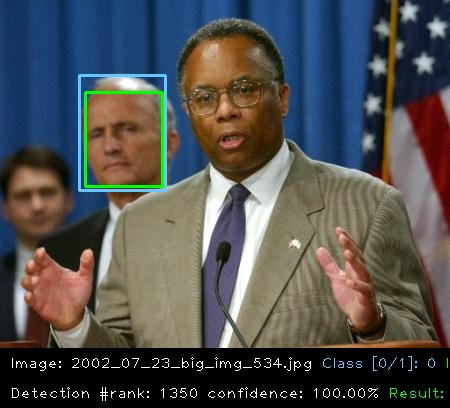 Image: 2002_07_23_big_img_534.jpg Class [0/1]: 0
Detection #rank: 1350 confidence: 100.00% Result: